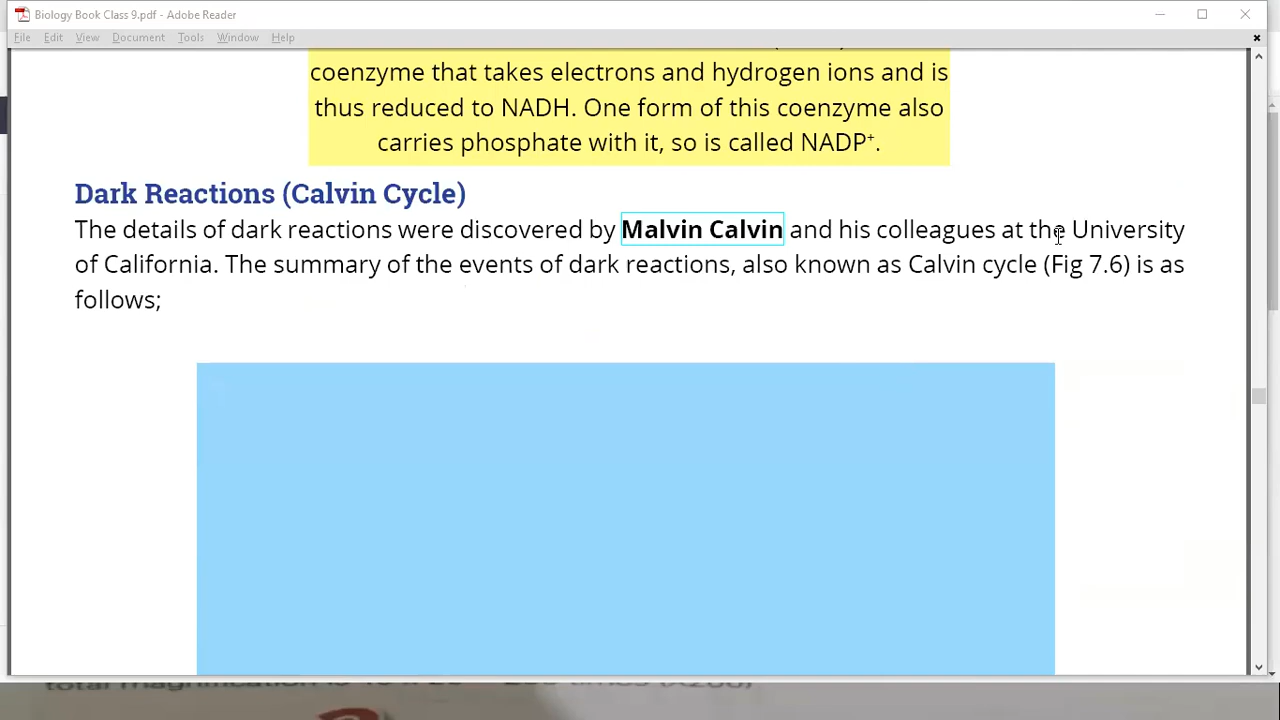 Biology Book Class 9.pdf - Adobe Reader
File Edit View Document Tools Window Help
coenzyme that takes electrons and hydrogen ions and is
thus reduced to NADH. One form of this coenzyme also
carries phosphate with it, so is called NADP⁺.
Dark Reactions (Calvin Cycle)
The details of dark reactions were discovered by Malvin Calvin and his colleagues at the University
of California. The summary of the events of dark reactions, also known as Calvin cycle (Fig 7.6) is as
follows;
total magnification is